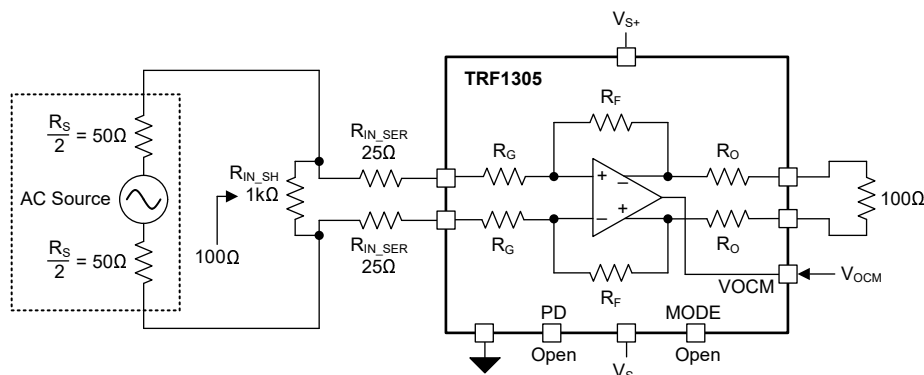 V_S+
TRF1305
R_S/2 = 50Ω
AC Source
R_S/2 = 50Ω
R_IN_SH
1kΩ
100Ω
R_IN_SER
25Ω
R_IN_SER
25Ω
R_G
R_G
R_F
R_F
R_O
R_O
+
−
−
+
100Ω
VOCM
V_OCM
PD
Open
MODE
Open